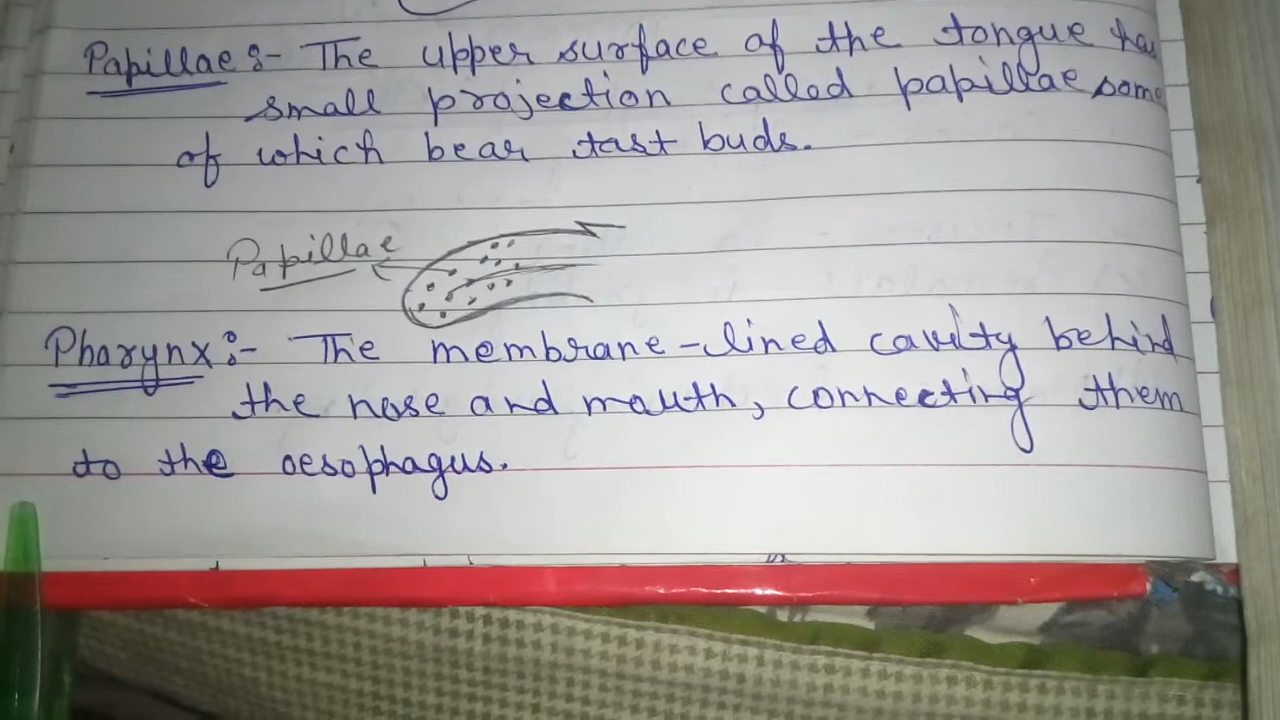 Papillae :- The upper surface of the tongue has
small projection called papillae some
of which bear tast buds.
Papillae
Pharynx :- The membrane-lined cavity behind
the nose and mouth, connecting them
to the oesophagus.